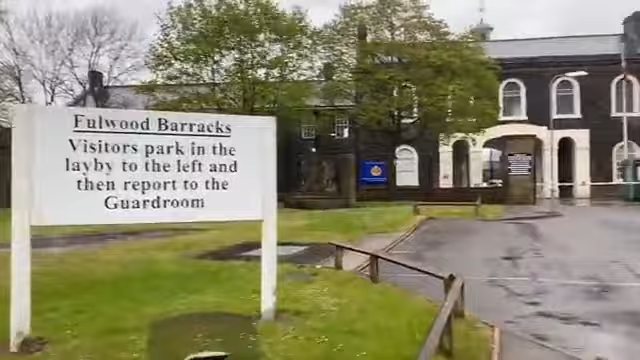 Fulwood Barracks
Visitors park in the
layby to the left and
then report to the
Guardroom